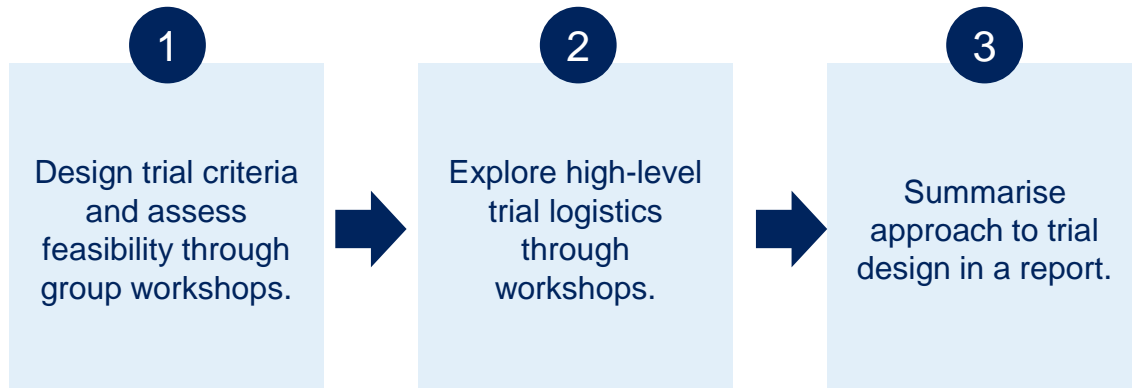 1
Design trial criteria
and assess
feasibility through
group workshops.
2
Explore high-level
trial logistics
through
workshops.
3
Summarise
approach to trial
design in a report.